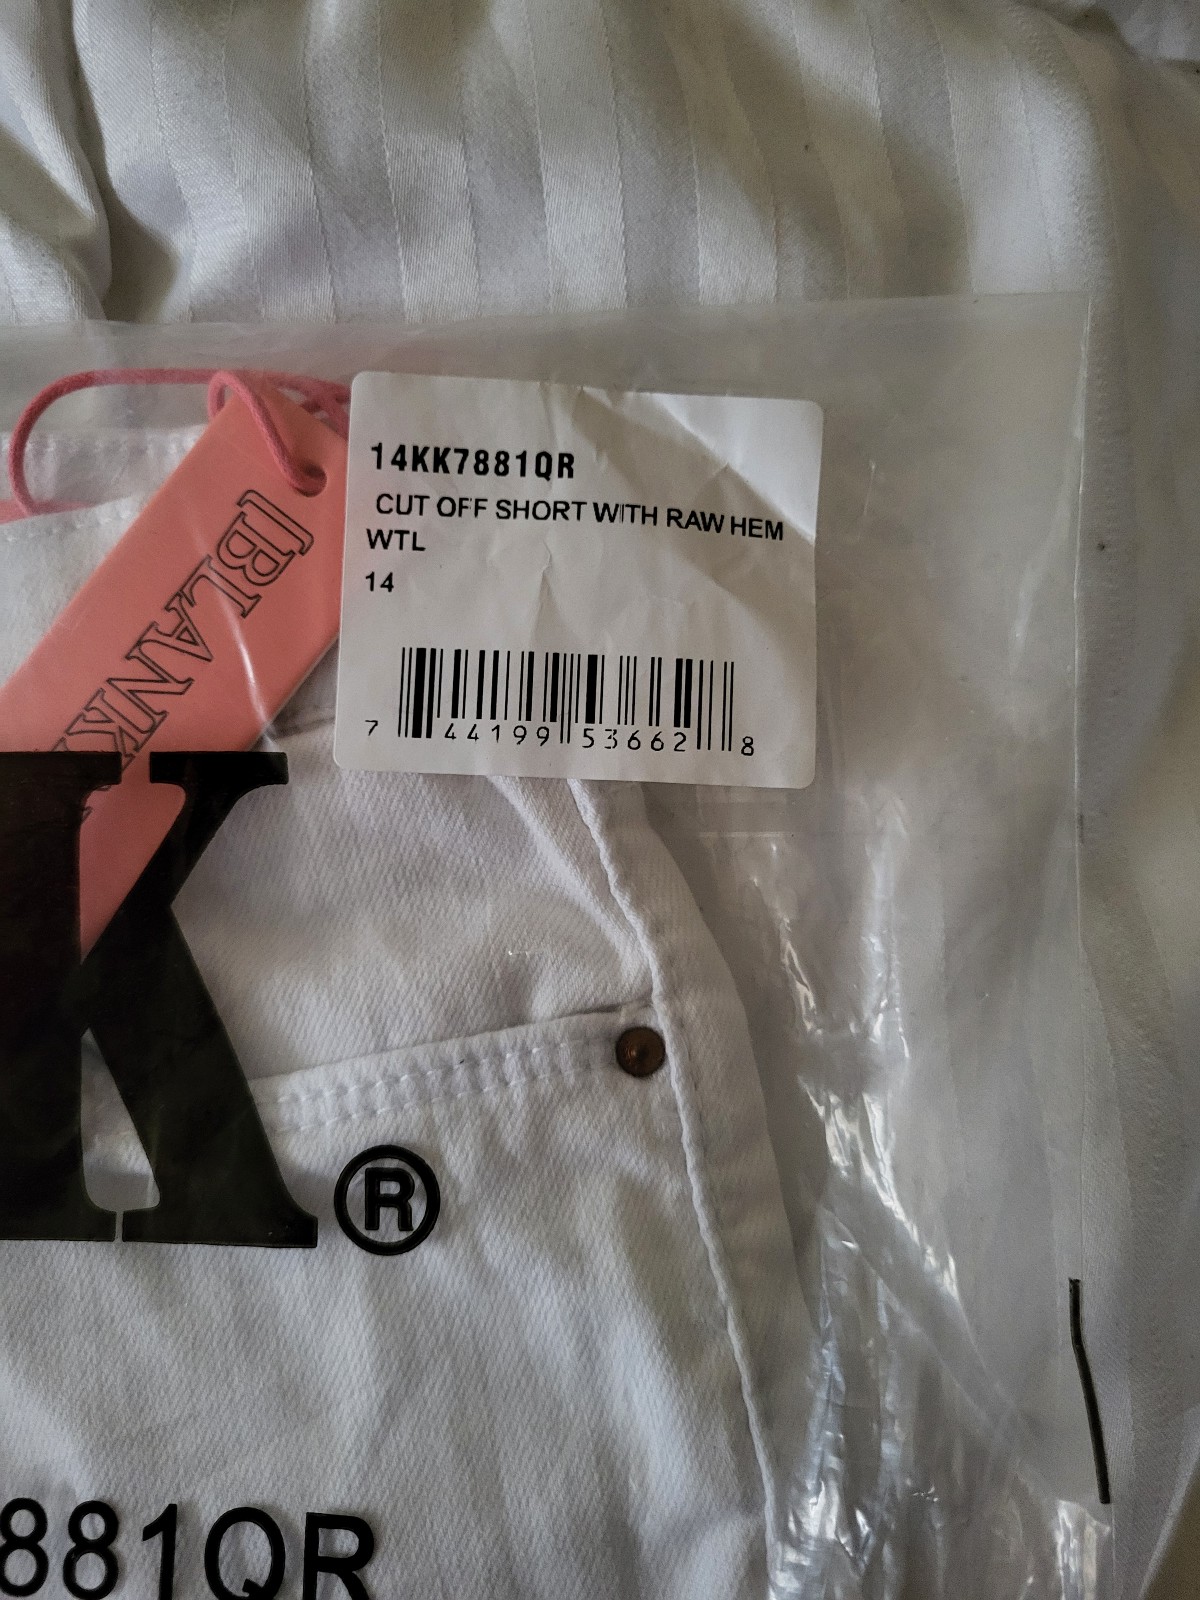 14KK7881QR
CUT OFF SHORT WITH RAW HEM
WTL
14
7 44199 53662 8
[BLANK
K®
881QR